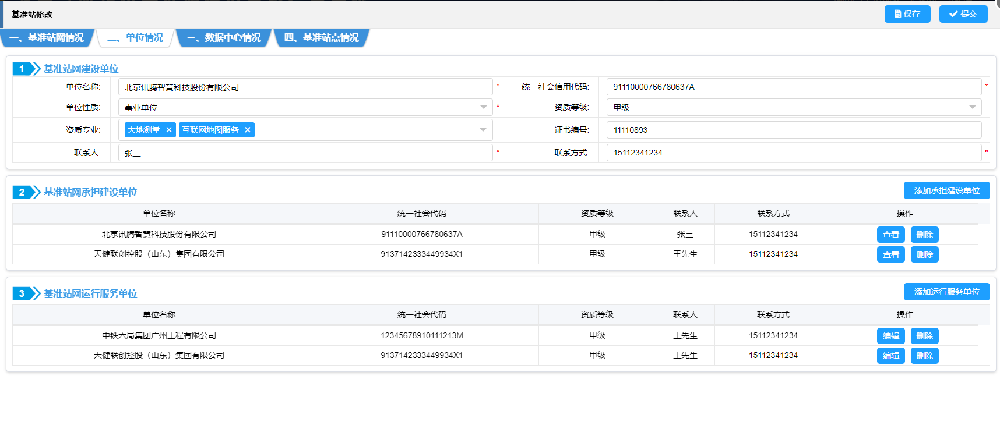 基准站修改 保存 提交
一、基准站网情况 二、单位情况 三、数据中心情况 四、基准站点情况
1 基准站网建设单位
单位名称: 北京讯腾智慧科技股份有限公司 * 统一社会信用代码: 91110000766780637A *
单位性质: 事业单位 * 资质等级: 甲级
资质专业: 大地测量 × 互联网地图服务 × 证书编号: 11110893
联系人: 张三 * 联系方式: 15112341234 *
2 基准站网承担建设单位 添加承担建设单位
单位名称 统一社会代码 资质等级 联系人 联系方式 操作
北京讯腾智慧科技股份有限公司 91110000766780637A 甲级 张三 15112341234 查看 删除
天健联创控股（山东）集团有限公司 9137142333449934X1 甲级 王先生 15112341234 查看 删除
3 基准站网运行服务单位 添加运行服务单位
单位名称 统一社会代码 资质等级 联系人 联系方式 操作
中铁六局集团广州工程有限公司 12345678910111213M 甲级 王先生 15112341234 编辑 删除
天健联创控股（山东）集团有限公司 9137142333449934X1 甲级 王先生 15112341234 编辑 删除